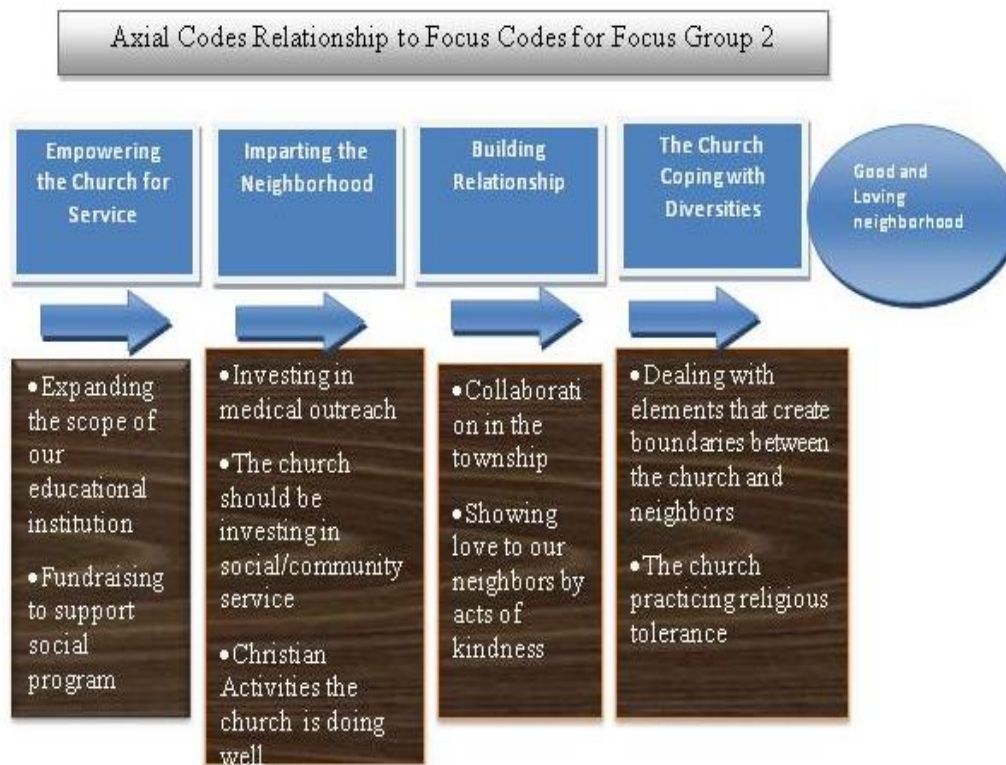 Axial Codes Relationship to Focus Codes for Focus Group 2
Empowering
the Church for
Service
Imparting the
Neighborhood
Building
Relationship
The Church
Coping with
Diversities
Good and
Loving
neighborhood
•Expanding
the scope of
our
educational
institution
•Fundraising
to support
social
program
•Investing in
medical outreach
•The church
should be
investing in
social/community
service
•Christian
Activities the
church is doing
well
•Collaborati
on in the
township
•Showing
love to our
neighbors by
acts of
kindness
•Dealing with
elements that create
boundaries between
the church and
neighbors
•The church
practicing religious
tolerance